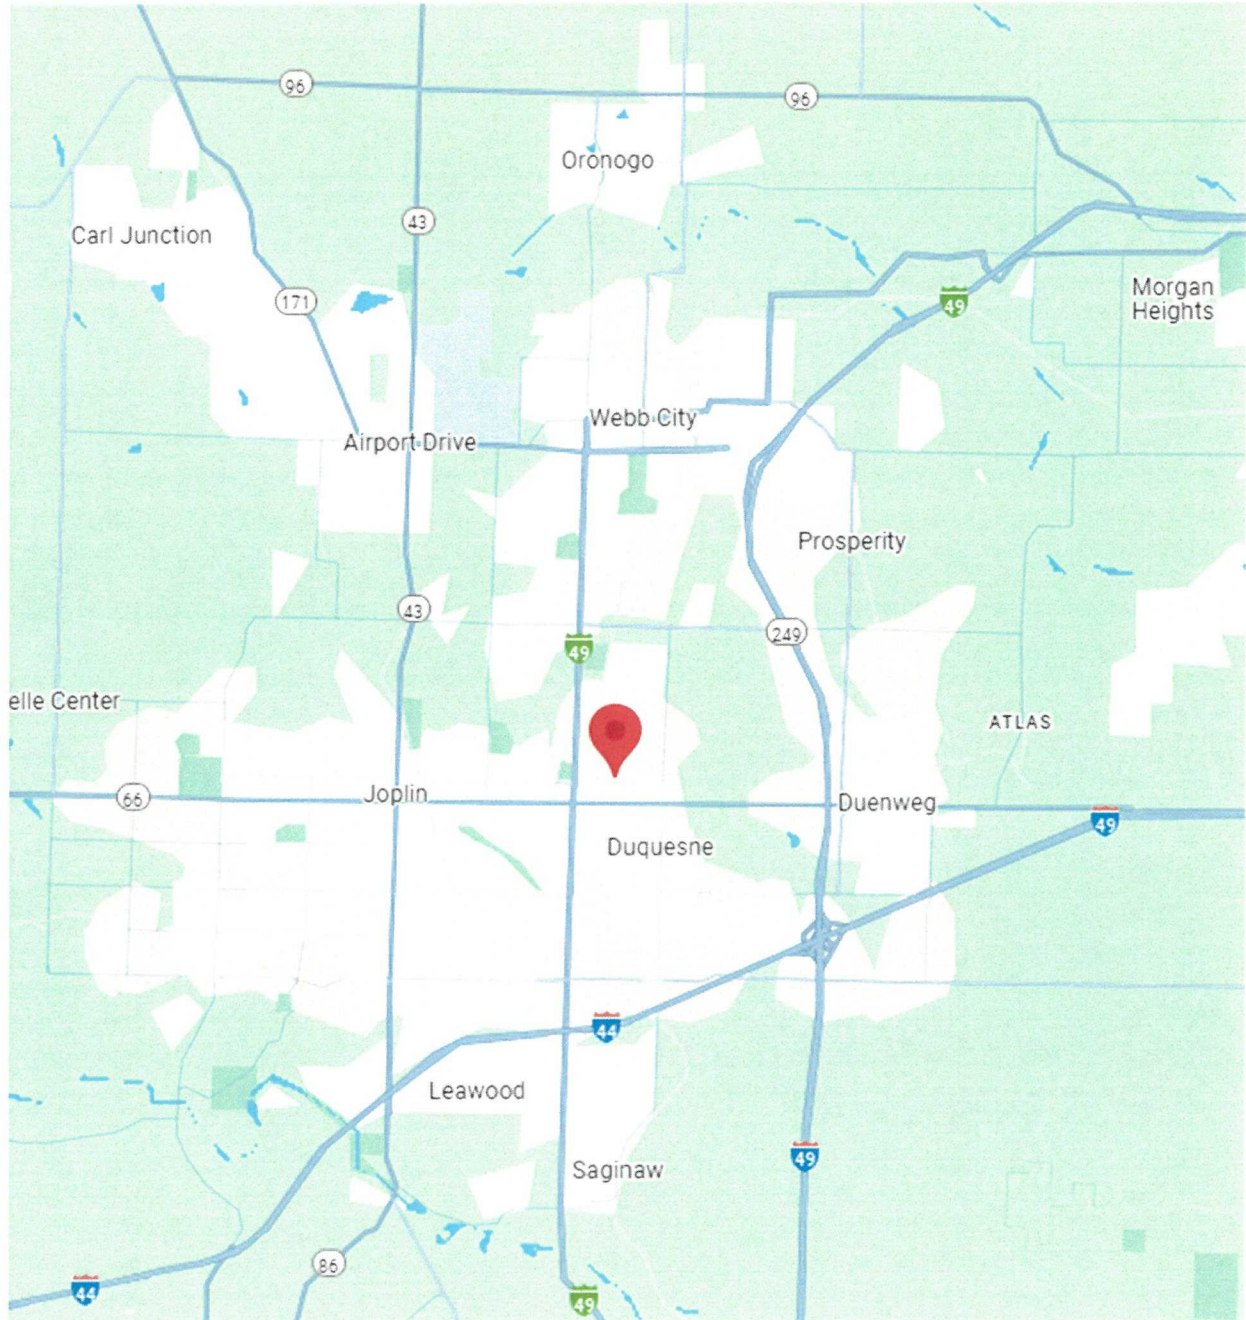 96
96
Oronogo
43
Carl Junction
171
49
Morgan
Heights
Webb City
Airport Drive
Prosperity
43
249
49
elle Center
ATLAS
66
Joplin
Duenweg
49
Duquesne
44
Leawood
49
Saginaw
86
44
49